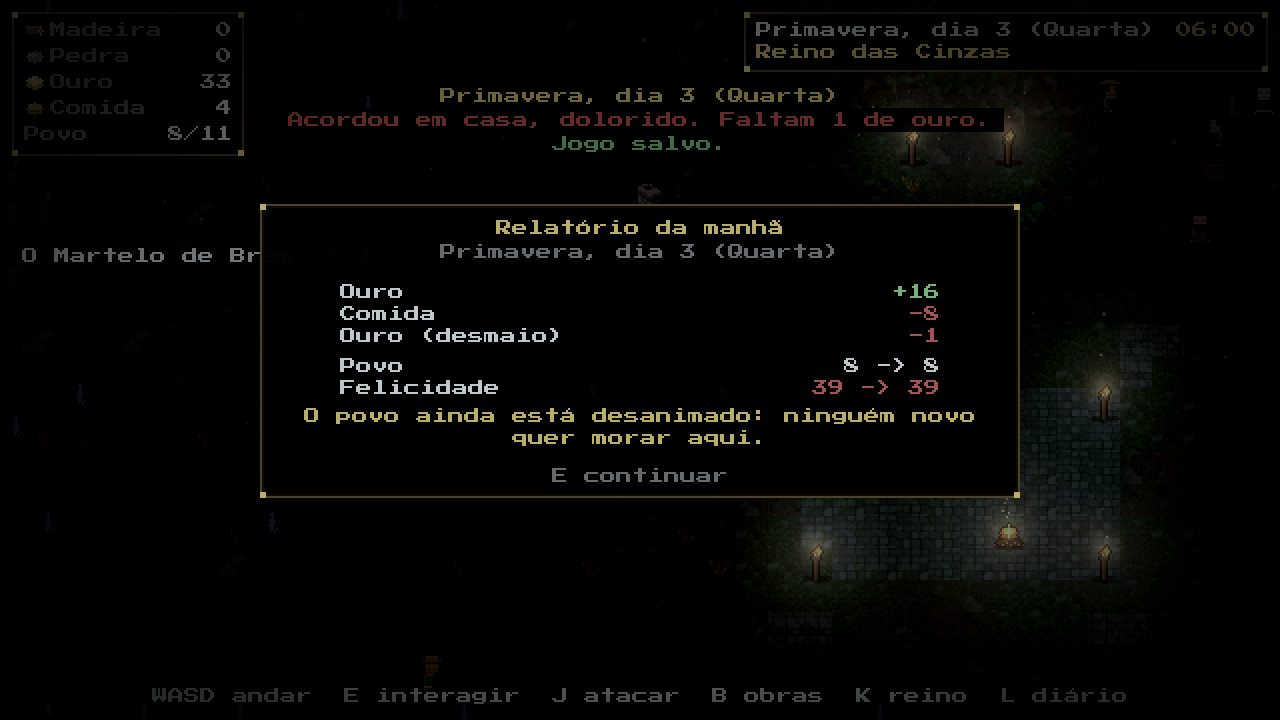 Madeira 0
Pedra 0
Ouro 33
Comida 4
Povo 8/11
Primavera, dia 3 (Quarta) 06:00
Reino das Cinzas
Primavera, dia 3 (Quarta)
Acordou em casa, dolorido. Faltam 1 de ouro.
Jogo salvo.
O Martelo de Br
Relatório da manhã
Primavera, dia 3 (Quarta)
Ouro +16
Comida -8
Ouro (desmaio) -1
Povo 8 -> 8
Felicidade 39 -> 39
O povo ainda está desanimado: ninguém novo
quer morar aqui.
E continuar
WASD andar E interagir J atacar B obras K reino L diário